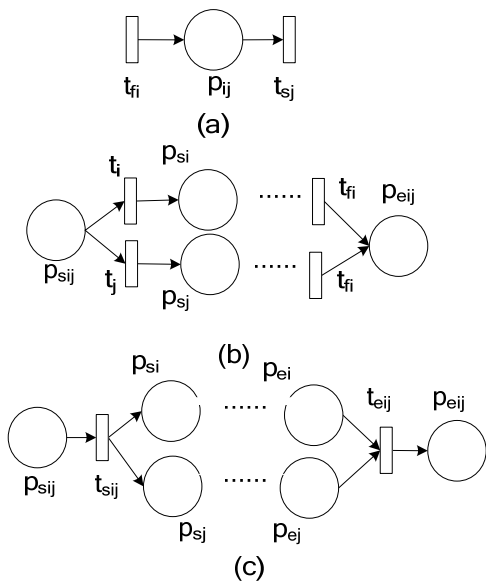 t_fi p_ij t_sj
(a)
t_i p_si t_fi p_eij
p_sij t_j p_sj t_fi
(b)
p_si p_ei t_eij p_eij
p_sij t_sij p_sj p_ej
(c)